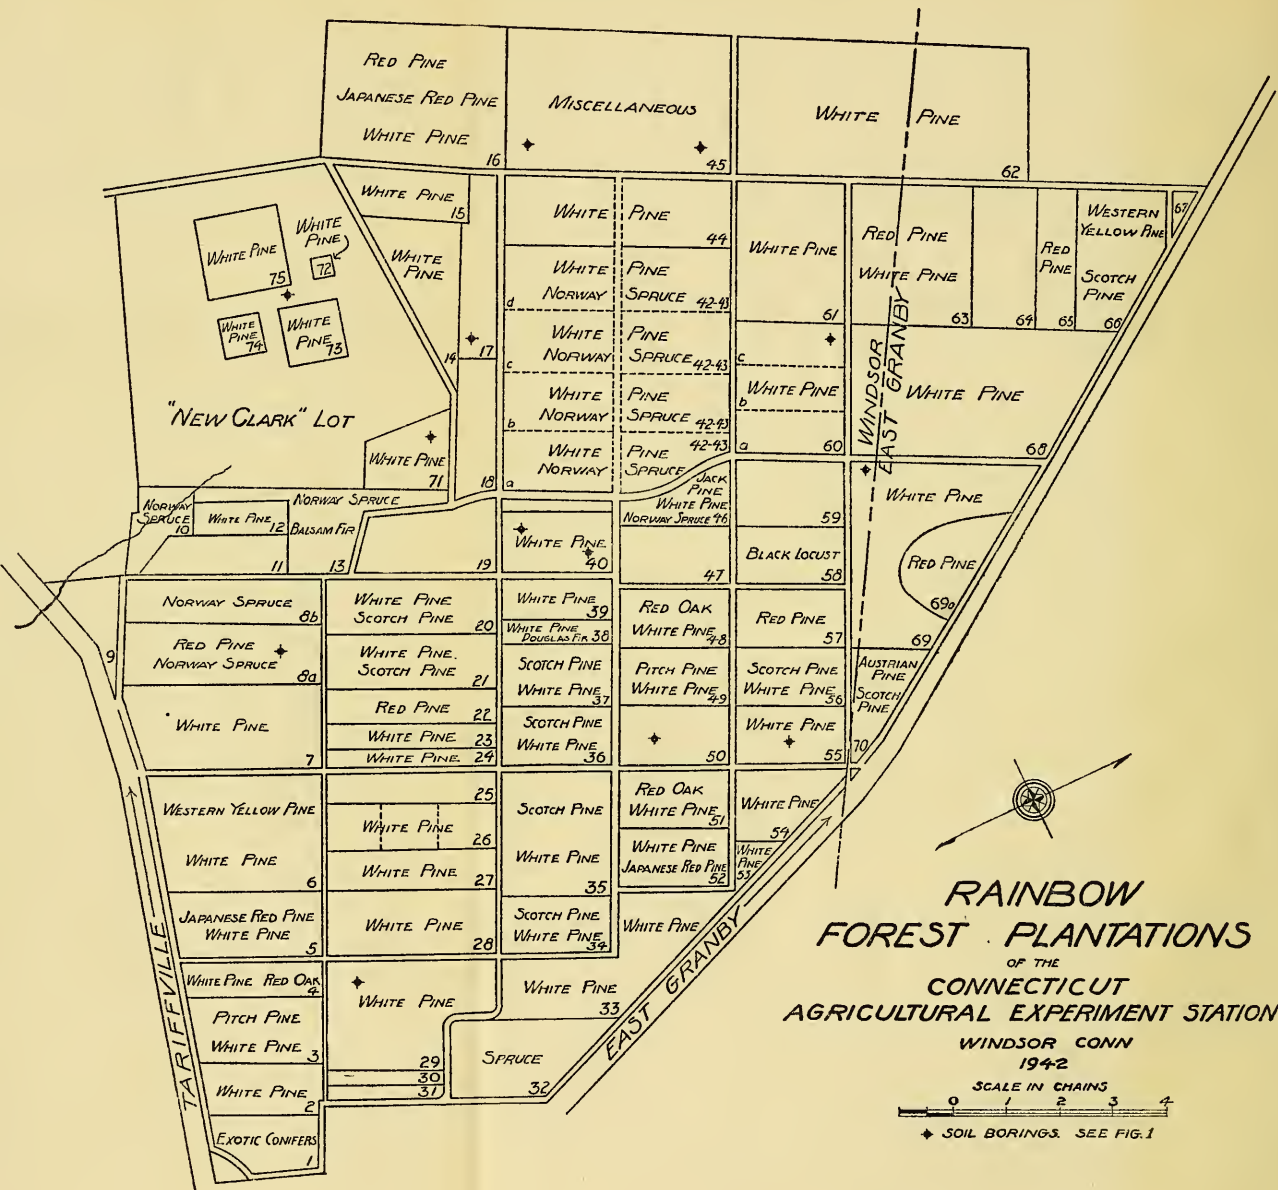 RED PINE
JAPANESE RED PINE
WHITE PINE
16
MISCELLANEOUS
45
WHITE PINE
62
WHITE PINE
15
WHITE PINE
14
17
18
WHITE PINE
75
WHITE PINE
72
WHITE PINE
74
WHITE PINE
73
"NEW CLARK" LOT
WHITE PINE
71
WHITE PINE
44
WHITE PINE
NORWAY SPRUCE 42-43
d
WHITE PINE
NORWAY SPRUCE 42-43
c
WHITE PINE
NORWAY SPRUCE 42-43
b
WHITE PINE 42-43
NORWAY SPRUCE
a
WHITE PINE
61
c
WHITE PINE
b
60
a
RED PINE
WHITE PINE
63
64
RED PINE
65
WESTERN YELLOW PINE
SCOTCH PINE
66
67
WINDSOR
EAST GRANBY
WHITE PINE
68
NORWAY SPRUCE
10
WHITE PINE 12
NORWAY SPRUCE
BALSAM FIR
11
13
19
WHITE PINE
40
JACK PINE
WHITE PINE
NORWAY SPRUCE 46
47
59
BLACK LOCUST
58
WHITE PINE
RED PINE
69a
69
9
NORWAY SPRUCE
8b
RED PINE
NORWAY SPRUCE
8a
WHITE PINE
7
WHITE PINE
SCOTCH PINE 20
WHITE PINE.
SCOTCH PINE 21
RED PINE 22
WHITE PINE 23
WHITE PINE. 24
WHITE PINE
39
WHITE PINE
DOUGLAS FIR 38
SCOTCH PINE
WHITE PINE
37
SCOTCH PINE
WHITE PINE
36
RED OAK
WHITE PINE 48
PITCH PINE
WHITE PINE 49
50
RED PINE
57
SCOTCH PINE
WHITE PINE 56
WHITE PINE
55
AUSTRIAN PINE
SCOTCH PINE
70
WESTERN YELLOW PINE
WHITE PINE
6
JAPANESE RED PINE
WHITE PINE
5
25
WHITE PINE
26
WHITE PINE 27
WHITE PINE
28
SCOTCH PINE
WHITE PINE
35
SCOTCH PINE
WHITE PINE 34
RED OAK
WHITE PINE
51
WHITE PINE
JAPANESE RED PINE
52
WHITE PINE
54
WHITE PINE
53
WHITE PINE
WHITE PINE RED OAK
4
PITCH PINE
WHITE PINE 3
WHITE PINE
2
EXOTIC CONIFERS
1
WHITE PINE
29
30
31
WHITE PINE
33
SPRUCE
32
TARIFFVILLE
EAST GRANBY
RAINBOW
FOREST PLANTATIONS
OF THE
CONNECTICUT
AGRICULTURAL EXPERIMENT STATION
WINDSOR CONN
1942
SCALE IN CHAINS
0 1 2 3 4
SOIL BORINGS. SEE FIG. 1